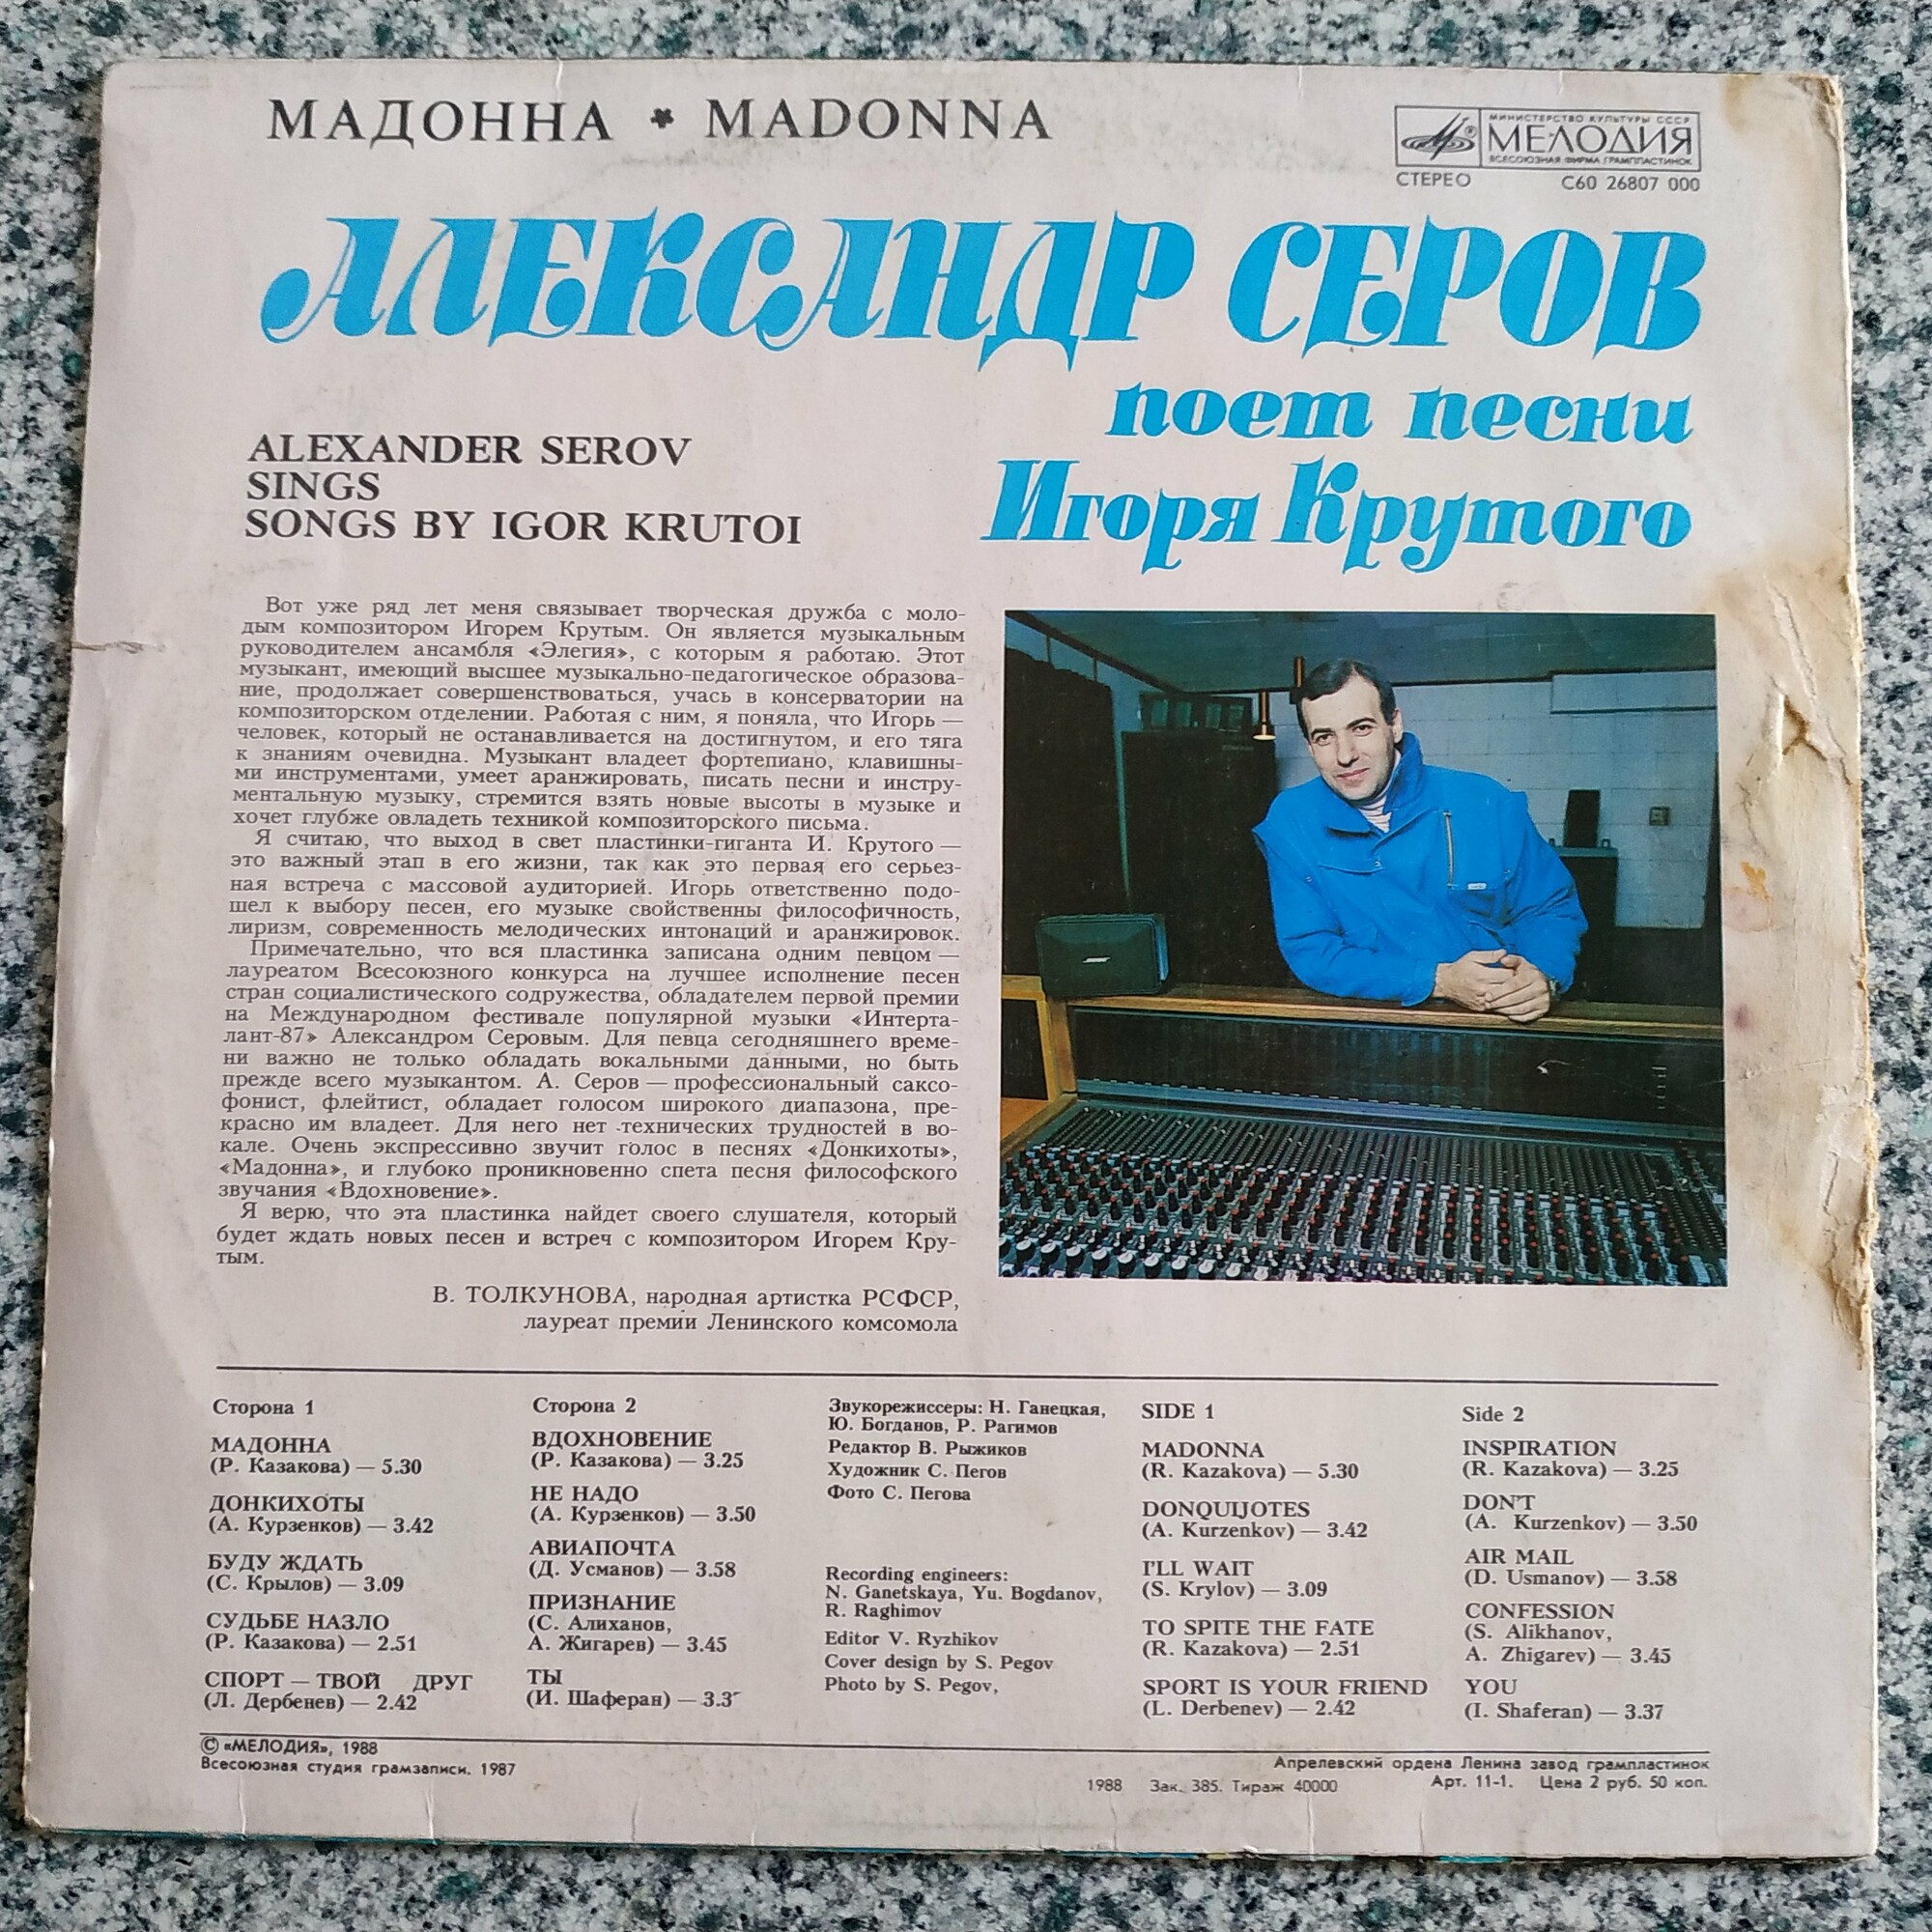 МАДОННА * MADONNA
МИНИСТЕРСТВО КУЛЬТУРЫ СССР
МЕЛОДИЯ
ВСЕСОЮЗНАЯ ФИРМА ГРАМПЛАСТИНОК
СТЕРЕО С60 26807 000
АЛЕКСАНДР СЕРОВ
поет песни
Игоря Крутого
ALEXANDER SEROV
SINGS
SONGS BY IGOR KRUTOI
Вот уже ряд лет меня связывает творческая дружба с моло-
дым композитором Игорем Крутым. Он является музыкальным
руководителем ансамбля «Элегия», с которым я работаю. Этот
музыкант, имеющий высшее музыкально-педагогическое образова-
ние, продолжает совершенствоваться, учась в консерватории на
композиторском отделении. Работая с ним, я поняла, что Игорь —
человек, который не останавливается на достигнутом, и его тяга
к знаниям очевидна. Музыкант владеет фортепиано, клавишны-
ми инструментами, умеет аранжировать, писать песни и инстру-
ментальную музыку, стремится взять новые высоты в музыке и
хочет глубже овладеть техникой композиторского письма.
Я считаю, что выход в свет пластинки-гиганта И. Крутого —
это важный этап в его жизни, так как это первая его серьез-
ная встреча с массовой аудиторией. Игорь ответственно подо-
шел к выбору песен, его музыке свойственны философичность,
лиризм, современность мелодических интонаций и аранжировок.
Примечательно, что вся пластинка записана одним певцом —
лауреатом Всесоюзного конкурса на лучшее исполнение песен
стран социалистического содружества, обладателем первой премии
на Международном фестивале популярной музыки «Интерта-
лант-87» Александром Серовым. Для певца сегодняшнего време-
ни важно не только обладать вокальными данными, но быть
прежде всего музыкантом. А. Серов — профессиональный саксо-
фонист, флейтист, обладает голосом широкого диапазона, пре-
красно им владеет. Для него нет технических трудностей в во-
кале. Очень экспрессивно звучит голос в песнях «Донкихоты»,
«Мадонна», и глубоко проникновенно спета песня философского
звучания «Вдохновение».
Я верю, что эта пластинка найдет своего слушателя, который
будет ждать новых песен и встреч с композитором Игорем Кру-
тым.
В. ТОЛКУНОВА, народная артистка РСФСР,
лауреат премии Ленинского комсомола
BOSE
Сторона 1
МАДОННА
(Р. Казакова) — 5.30
ДОНКИХОТЫ
(А. Курзенков) — 3.42
БУДУ ЖДАТЬ
(С. Крылов) — 3.09
СУДЬБЕ НАЗЛО
(Р. Казакова) — 2.51
СПОРТ — ТВОЙ ДРУГ
(Л. Дербенев) — 2.42
Сторона 2
ВДОХНОВЕНИЕ
(Р. Казакова) — 3.25
НЕ НАДО
(А. Курзенков) — 3.50
АВИАПОЧТА
(Д. Усманов) — 3.58
ПРИЗНАНИЕ
(С. Алиханов,
А. Жигарев) — 3.45
ТЫ
(И. Шаферан) —
Звукорежиссеры: Н. Ганецкая,
Ю. Богданов, Р. Рагимов
Редактор В. Рыжиков
Художник С. Пегов
Фото С. Пегова
Recording engineers:
N. Ganetskaya, Yu. Bogdanov,
R. Raghimov
Editor V. Ryzhikov
Cover design by S. Pegov
Photo by S. Pegov,
SIDE 1
MADONNA
(R. Kazakova) — 5.30
DONQUIJOTES
(A. Kurzenkov) — 3.42
I'LL WAIT
(S. Krylov) — 3.09
TO SPITE THE FATE
(R. Kazakova) — 2.51
SPORT IS YOUR FRIEND
(L. Derbenev) — 2.42
Side 2
INSPIRATION
(R. Kazakova) — 3.25
DON'T
(A. Kurzenkov) — 3.50
AIR MAIL
(D. Usmanov) — 3.58
CONFESSION
(S. Alikhanov,
A. Zhigarev) — 3.45
YOU
(I. Shaferan) — 3.37
© «МЕЛОДИЯ», 1988
Всесоюзная студия грамзаписи. 1987
Апрелевский ордена Ленина завод грампластинок
1988 Зак. 385. Тираж 40000 Арт. 11-1. Цена 2 руб. 50 коп.